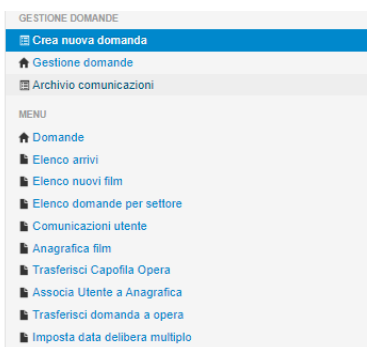 GESTIONE DOMANDE
Crea nuova domanda
Gestione domande
Archivio comunicazioni
MENU
Domande
Elenco arrivi
Elenco nuovi film
Elenco domande per settore
Comunicazioni utente
Anagrafica film
Trasferisci Capofila Opera
Associa Utente a Anagrafica
Trasferisci domanda a opera
Imposta data delibera multiplo